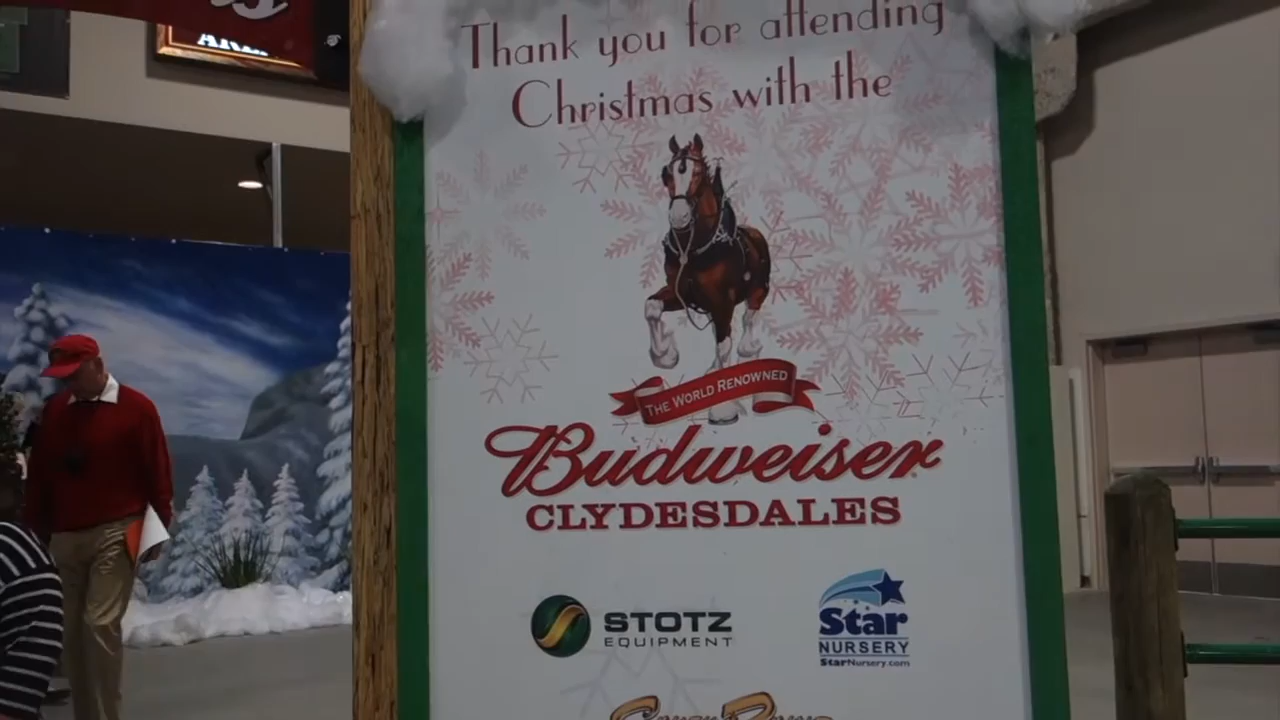 Thank you for attending
Christmas with the
THE WORLD RENOWNED
Budweiser
CLYDESDALES
STOTZ
EQUIPMENT
Star
NURSERY
StarNursery.com